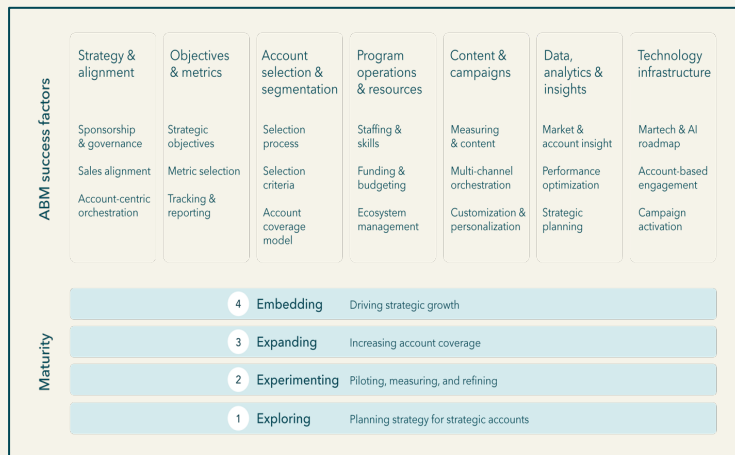 ABM success factors
Strategy &
alignment
Sponsorship
& governance
Sales alignment
Account-centric
orchestration
Objectives
& metrics
Strategic
objectives
Metric selection
Tracking &
reporting
Account
selection &
segmentation
Selection
process
Selection
criteria
Account
coverage
model
Program
operations
& resources
Staffing &
skills
Funding &
budgeting
Ecosystem
management
Content &
campaigns
Measuring
& content
Multi-channel
orchestration
Customization &
personalization
Data,
analytics &
insights
Market &
account insight
Performance
optimization
Strategic
planning
Technology
infrastructure
Martech & AI
roadmap
Account-based
engagement
Campaign
activation
Maturity
4 Embedding Driving strategic growth
3 Expanding Increasing account coverage
2 Experimenting Piloting, measuring, and refining
1 Exploring Planning strategy for strategic accounts